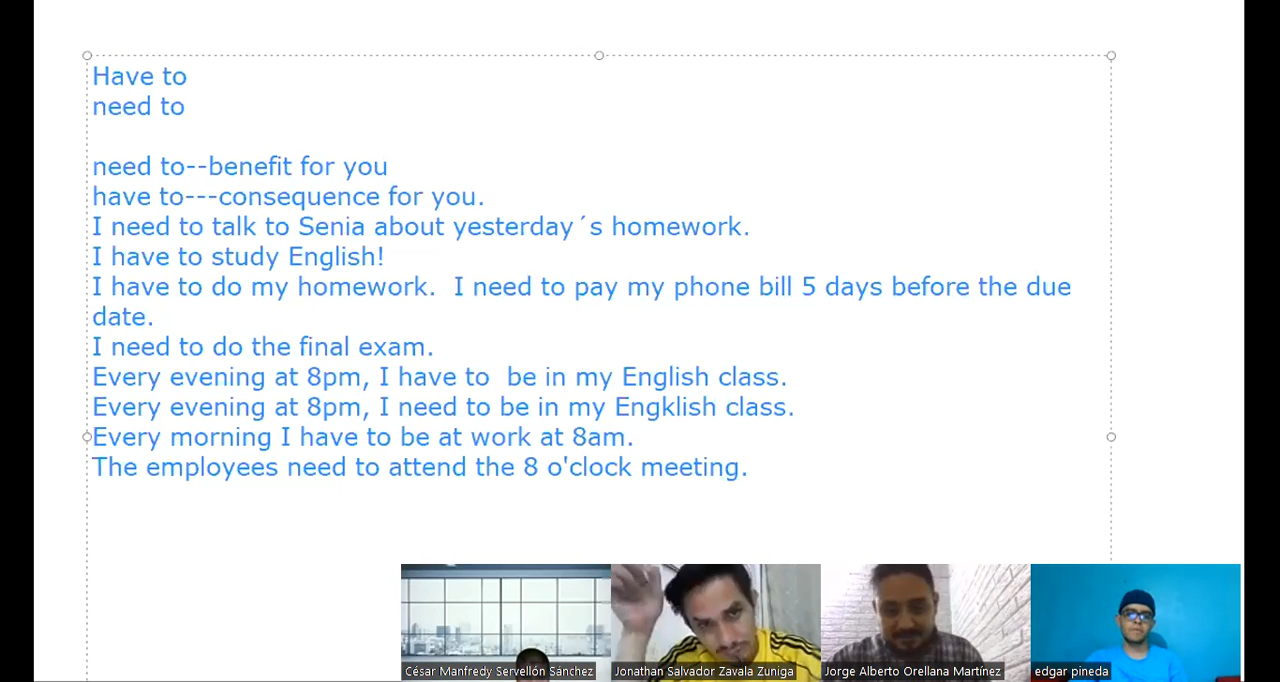 Have to
need to
need to--benefit for you
have to---consequence for you.
I need to talk to Senia about yesterday´s homework.
I have to study English!
I have to do my homework.  I need to pay my phone bill 5 days before the due
date.
I need to do the final exam.
Every evening at 8pm, I have to  be in my English class.
Every evening at 8pm, I need to be in my Engklish class.
Every morning I have to be at work at 8am.
The employees need to attend the 8 o'clock meeting.
César Manfredy Servellón Sánchez
Jonathan Salvador Zavala Zuniga
Jorge Alberto Orellana Martínez
edgar pineda